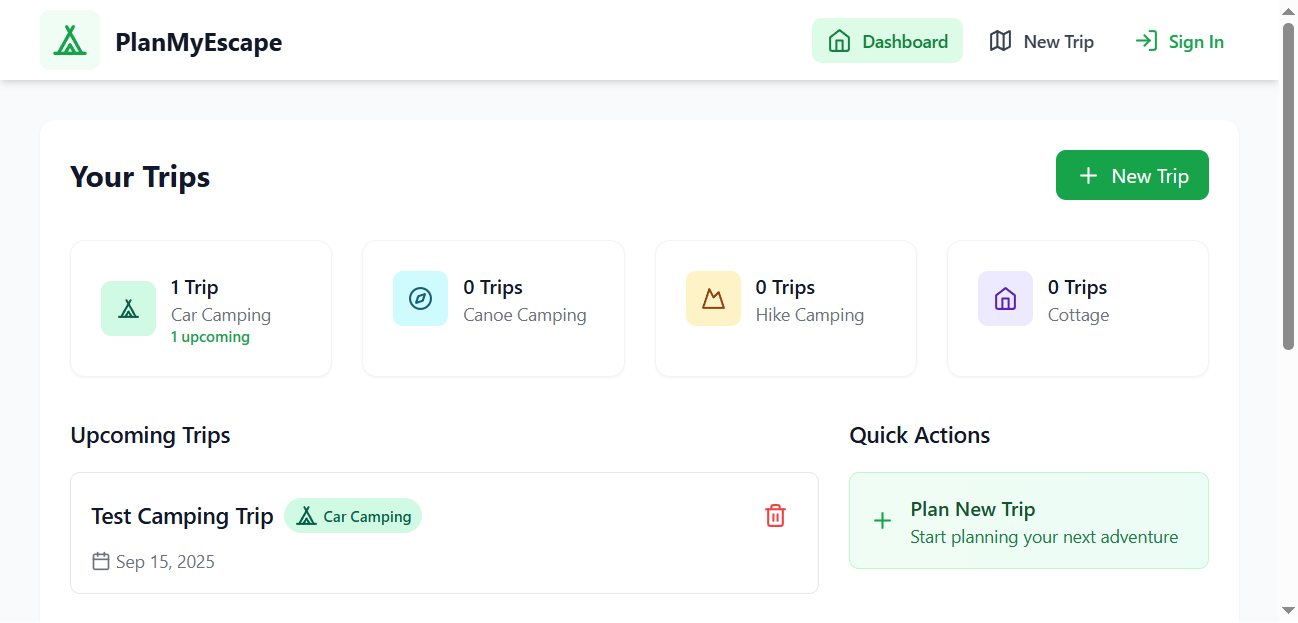 PlanMyEscape
Dashboard
New Trip
Sign In
Your Trips
New Trip
1 Trip
Car Camping
1 upcoming
0 Trips
Canoe Camping
0 Trips
Hike Camping
0 Trips
Cottage
Upcoming Trips
Test Camping Trip
Car Camping
Sep 15, 2025
Quick Actions
Plan New Trip
Start planning your next adventure